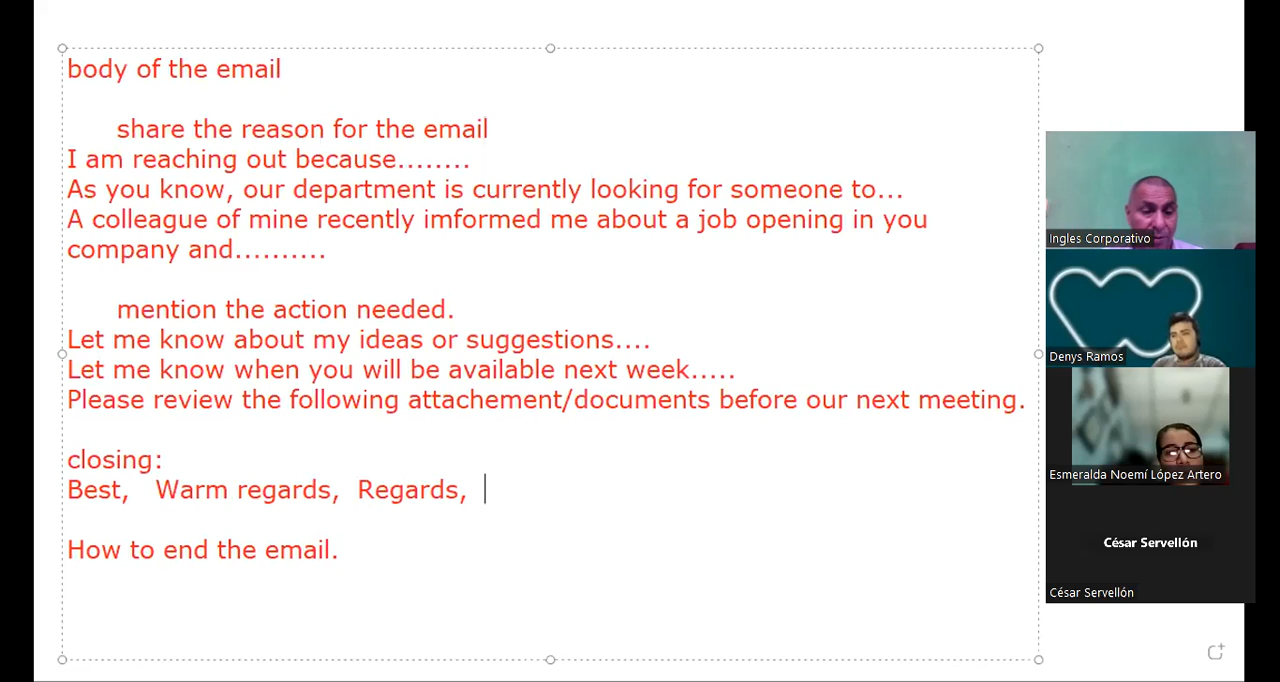 body of the email
share the reason for the email
I am reaching out because........
As you know, our department is currently looking for someone to...
A colleague of mine recently imformed me about a job opening in you
company and..........
mention the action needed.
Let me know about my ideas or suggestions....
Let me know when you will be available next week.....
Please review the following attachement/documents before our next meeting.
closing:
Best, Warm regards, Regards,
How to end the email.
Ingles Corporativo
Denys Ramos
Esmeralda Noemí López Artero
César Servellón
César Servellón